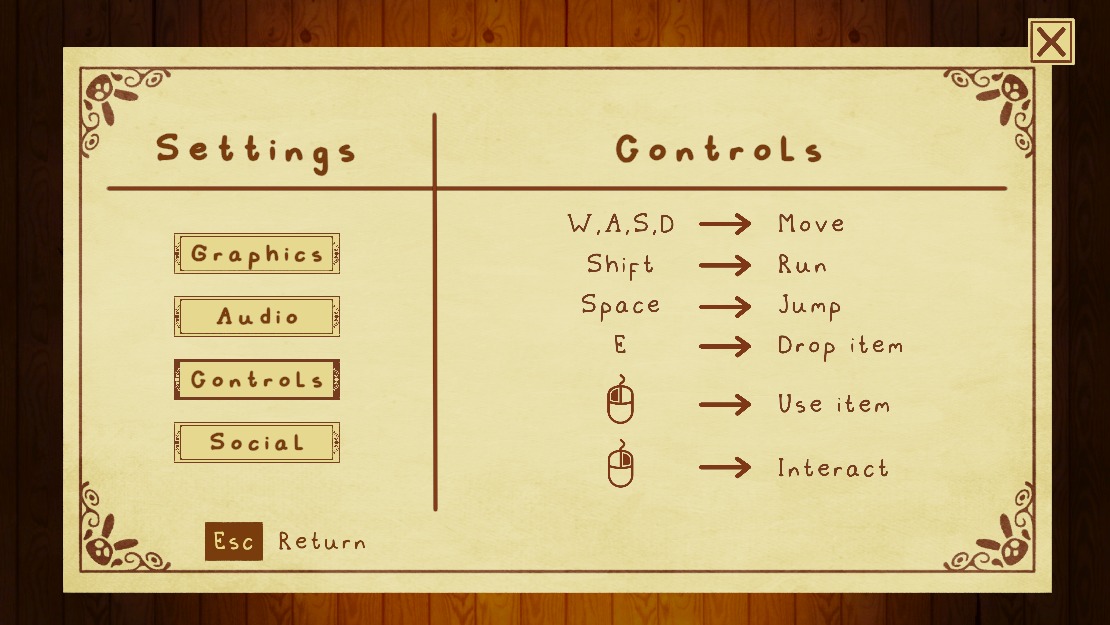 Settings
Graphics
Audio
Controls
Social
Esc Return
Controls
W,A,S,D → Move
Shift → Run
Space → Jump
E → Drop item
→ Use item
→ Interact